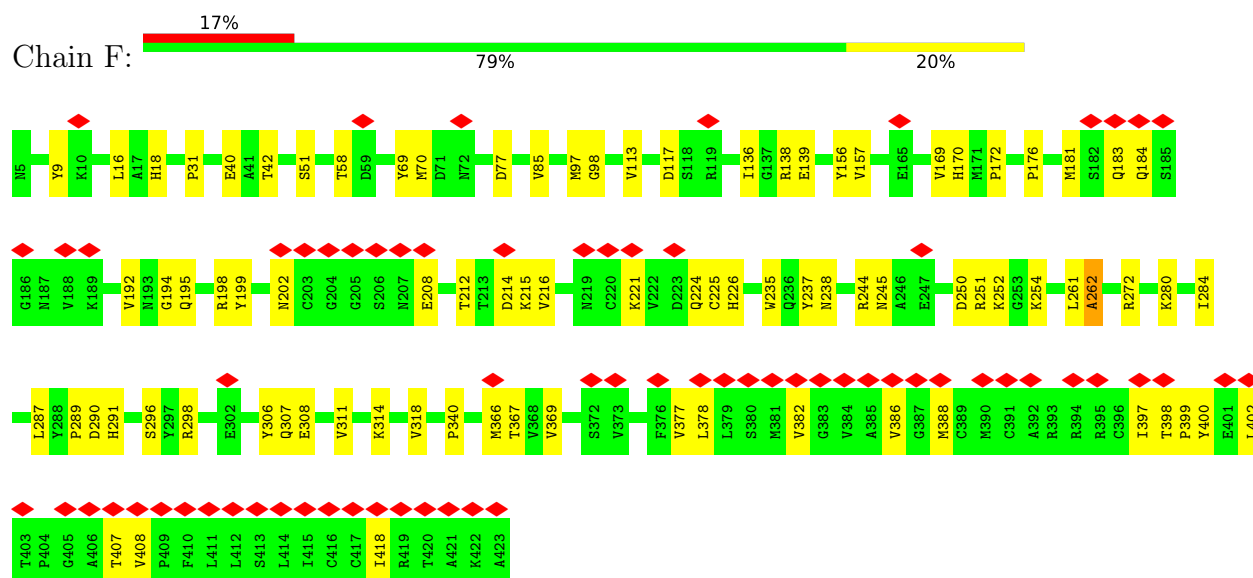 17%
Chain F:
79% 20%
N5 Y9 K10 L16 A17 H18 P31 E40 A41 T42 S51 T58 D59 Y69 M70 D71 N72 D77 V85 M97 G98 V113 D117 S118 R119 I136 G137 R138 E139 Y156 V157 E165 V169 H170 M171 P172 P176 M181 S182 Q183 Q184 S185
G186 N187 V188 K189 V192 N193 G194 Q195 R198 Y199 N202 C203 G204 G205 S206 N207 E208 T212 T213 D214 K215 V216 N219 C220 K221 V222 D223 Q224 C225 H226 W235 Q236 Y237 N238 R244 N245 A246 E247 D250 R251 K252 G253 K254 L261 A262 R272 K280 I284
L287 Y288 P289 D290 H291 S296 Y297 R298 E302 Y306 Q307 E308 V311 K314 V318 P340 M366 T367 V368 V369 S372 V373 F376 V377 L378 L379 S380 M381 V382 G383 V384 A385 V386 G387 M388 C389 M390 C391 A392 R393 R394 R395 C396 I397 T398 P399 Y400 E401 L402
T403 P404 G405 A406 T407 V408 P409 F410 L411 L412 S413 L414 I415 C416 C417 I418 R419 T420 A421 K422 A423